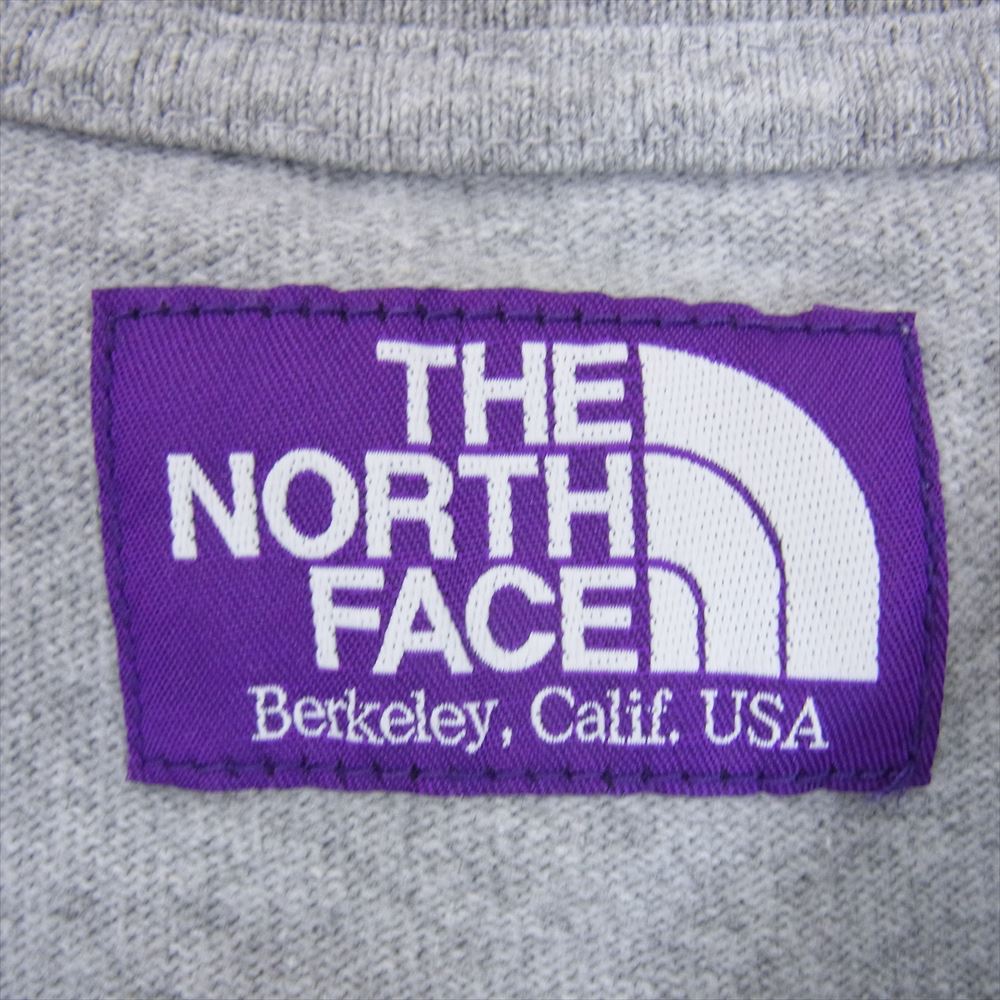 THE
NORTH
FACE
Berkeley, Calif. USA